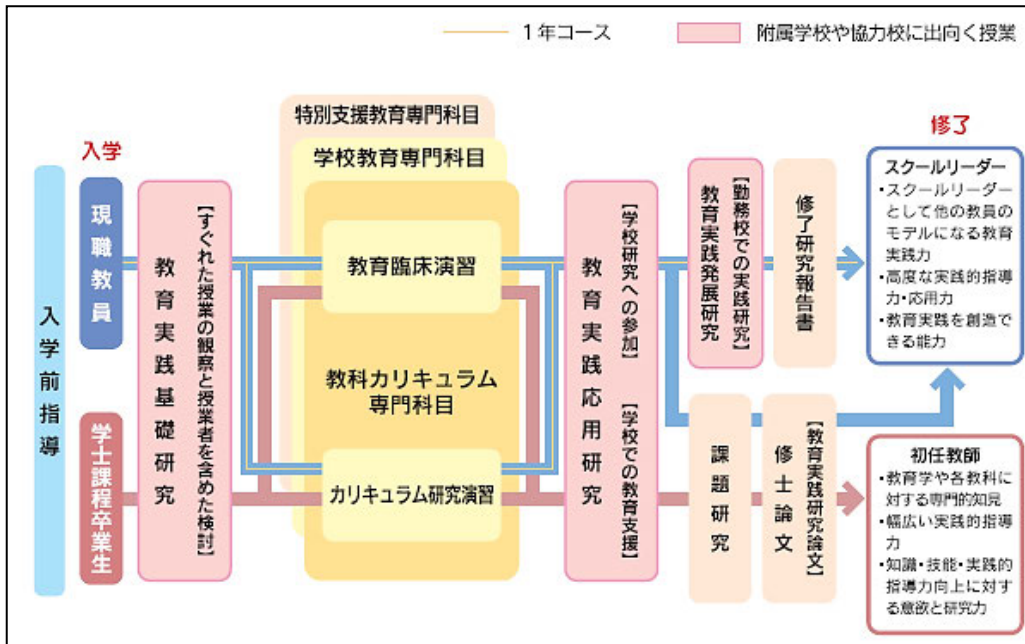 1年コース
附属学校や協力校に出向く授業
入学前指導
入学
現職教員
学士課程卒業生
教育実践基礎研究
【すぐれた授業の観察と授業者を含めた検討】
特別支援教育専門科目
学校教育専門科目
教育臨床演習
教科カリキュラム
専門科目
カリキュラム研究演習
教育実践応用研究
【学校研究への参加】
【学校での教育支援】
教育実践発展研究
【勤務校での実践研究】
修了研究報告書
課題研究
修士論文
【教育実践研究論文】
修了
スクールリーダー
•スクールリーダー
として他の教員の
モデルになる教育
実践力
•高度な実践的指導
力・応用力
•教育実践を創造で
きる能力
初任教師
•教育学や各教科に
対する専門的知見
•幅広い実践的指導
力
•知識・技能・実践的
指導力向上に対す
る意欲と研究力